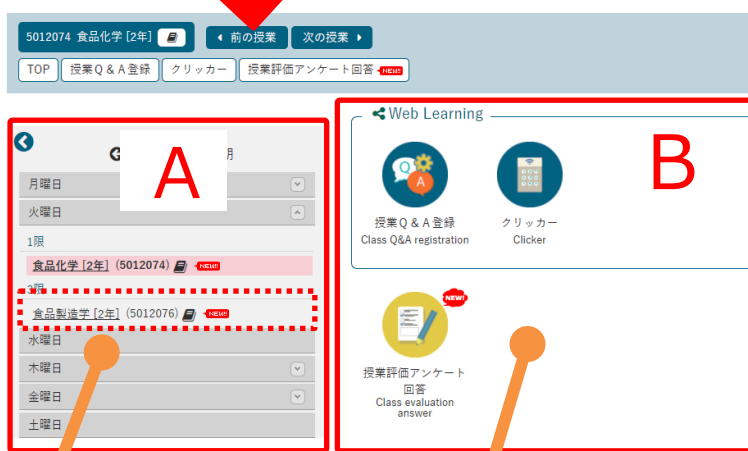 5012074 食品化学 [2年]
前の授業
次の授業
TOP
授業Q&A登録
クリッカー
授業評価アンケート回答 NEW!!
A
期
月曜日
火曜日
1限
食品化学 [2年] (5012074) NEW!!
3限
食品製造学 [2年] (5012076) NEW!!
水曜日
木曜日
金曜日
土曜日
Web Learning
B
Q
A
授業Q&A登録
Class Q&A registration
クリッカー
Clicker
NEW!
授業評価アンケート
回答
Class evaluation
answer